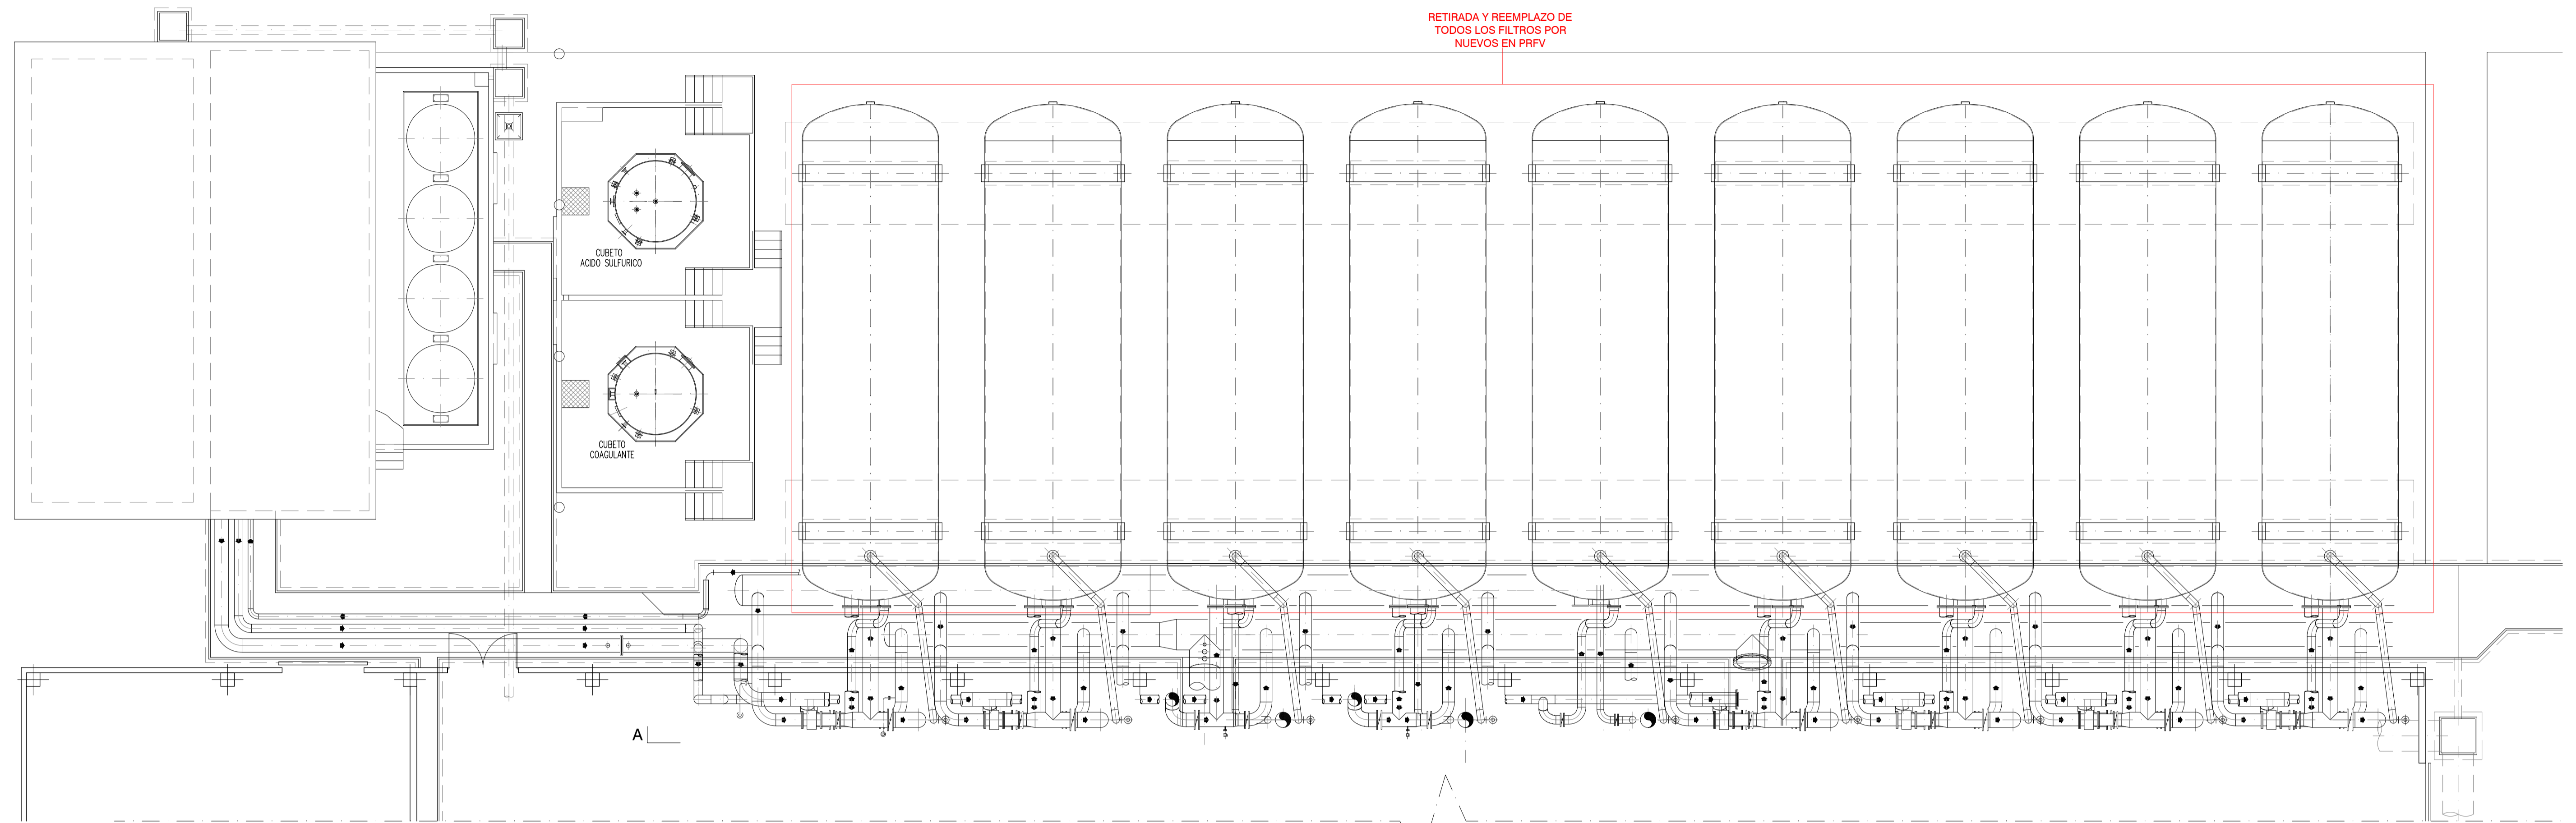 RETIRADA Y REEMPLAZO DE
TODOS LOS FILTROS POR
NUEVOS EN PRFV
CUBETO
ACIDO SULFURICO
CUBETO
COAGULANTE
A